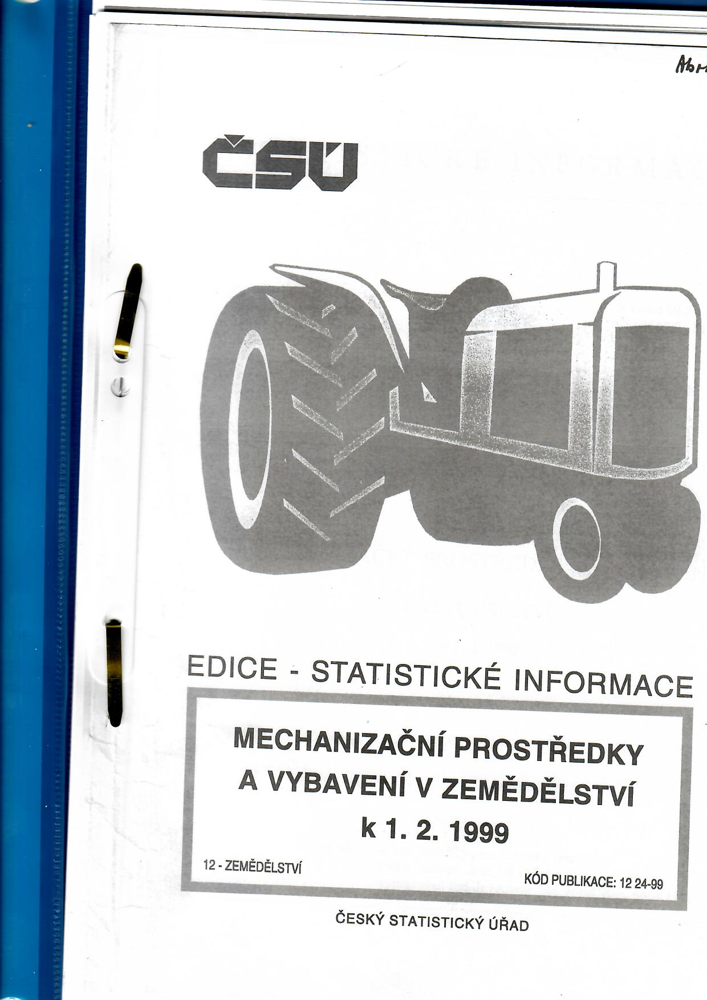 ČSÚ
EDICE - STATISTICKÉ INFORMACE
MECHANIZAČNÍ PROSTŘEDKY
A VYBAVENÍ V ZEMĚDĚLSTVÍ
k 1. 2. 1999
12 - ZEMĚDĚLSTVÍ
KÓD PUBLIKACE: 12 24-99
ČESKÝ STATISTICKÝ ÚŘAD